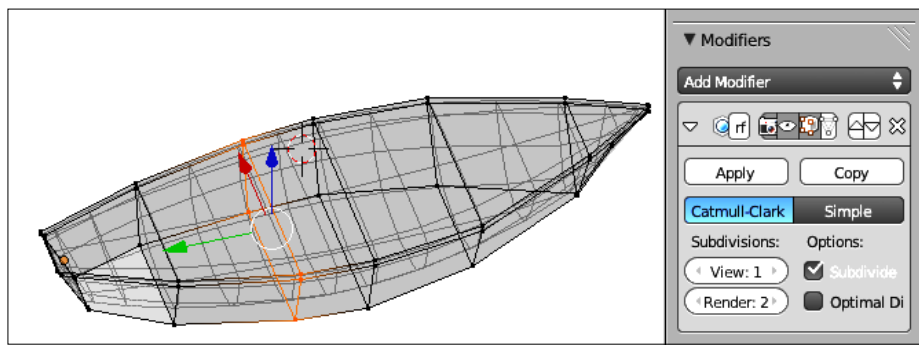 Modifiers
Add Modifier
rf
Apply Copy
Catmull-Clark Simple
Subdivisions: Options:
View: 1 Subdivide
Render: 2 Optimal Di